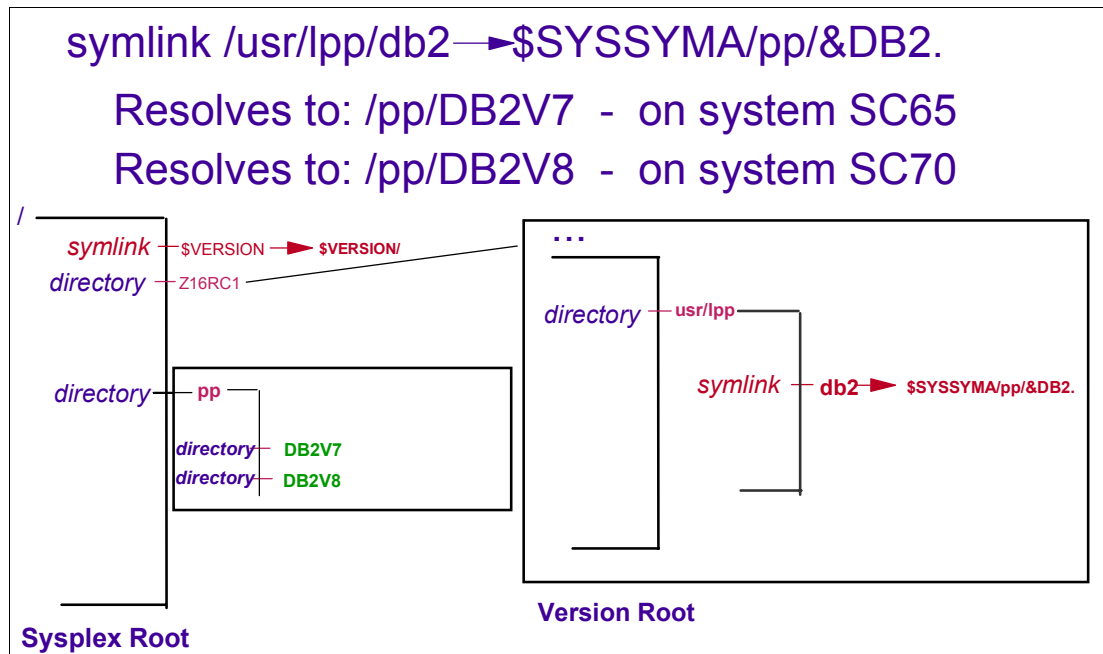 symlink /usr/lpp/db2 $SYSSYMA/pp/&DB2.
Resolves to: /pp/DB2V7 - on system SC65
Resolves to: /pp/DB2V8 - on system SC70
/
symlink $VERSION $VERSION/
directory Z16RC1
directory pp
directory DB2V7
directory DB2V8
Sysplex Root
...
directory usr/lpp
symlink db2 $SYSSYMA/pp/&DB2.
Version Root